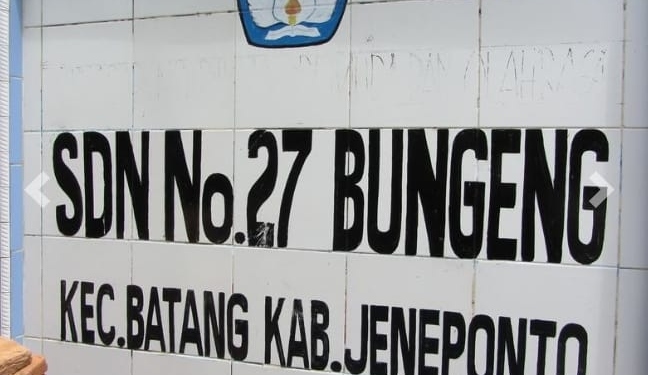 SDN No.27 BUNGENG
KEC.BATANG KAB.JENEPONTO